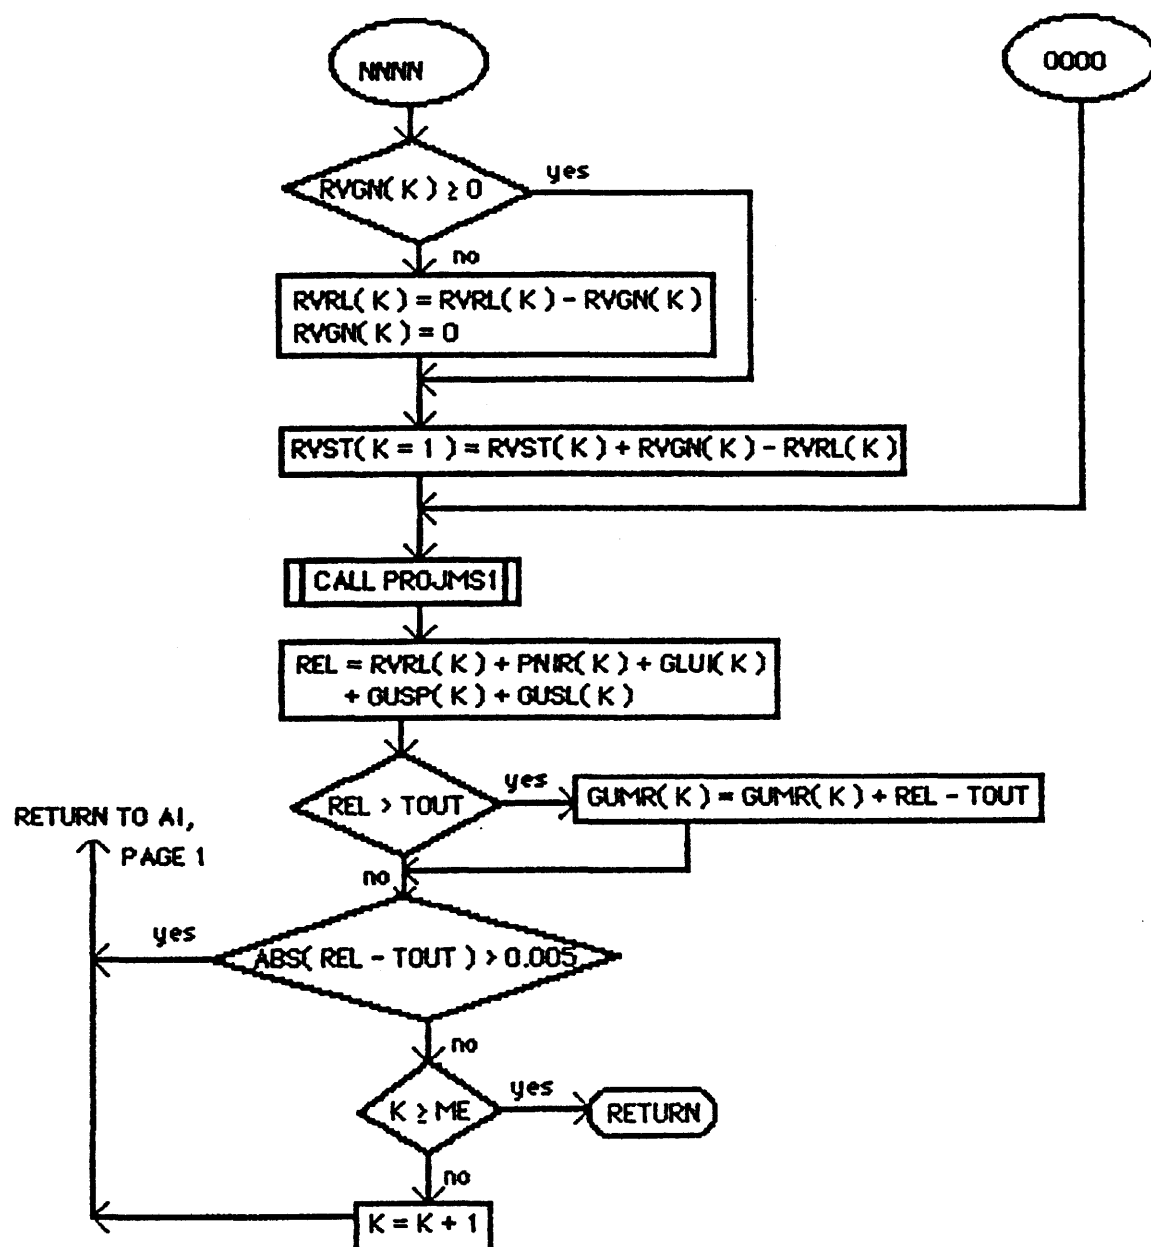 NNNN
OOOO
RVGN(K) ≥ 0
yes
no
RVRL(K) = RVRL(K) - RVGN(K)
RVGN(K) = 0
RVST(K = 1) = RVST(K) + RVGN(K) - RVRL(K)
CALL PROJMS1
REL = RVRL(K) + PNIR(K) + GLUI(K)
+ GUSP(K) + GUSL(K)
REL > TOUT
yes
GUMR(K) = GUMR(K) + REL - TOUT
RETURN TO AI,
PAGE 1
no
yes
ABS(REL - TOUT) > 0.005
no
K ≥ ME
yes
RETURN
no
K = K + 1